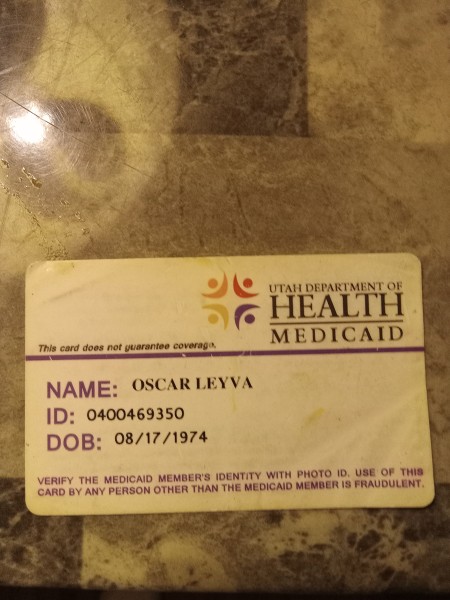 UTAH DEPARTMENT OF
HEALTH
MEDICAID
This card does not guarantee coverage.
NAME: OSCAR LEYVA
ID: 0400469350
DOB: 08/17/1974
VERIFY THE MEDICAID MEMBER'S IDENTITY WITH PHOTO ID. USE OF THIS
CARD BY ANY PERSON OTHER THAN THE MEDICAID MEMBER IS FRAUDULENT.